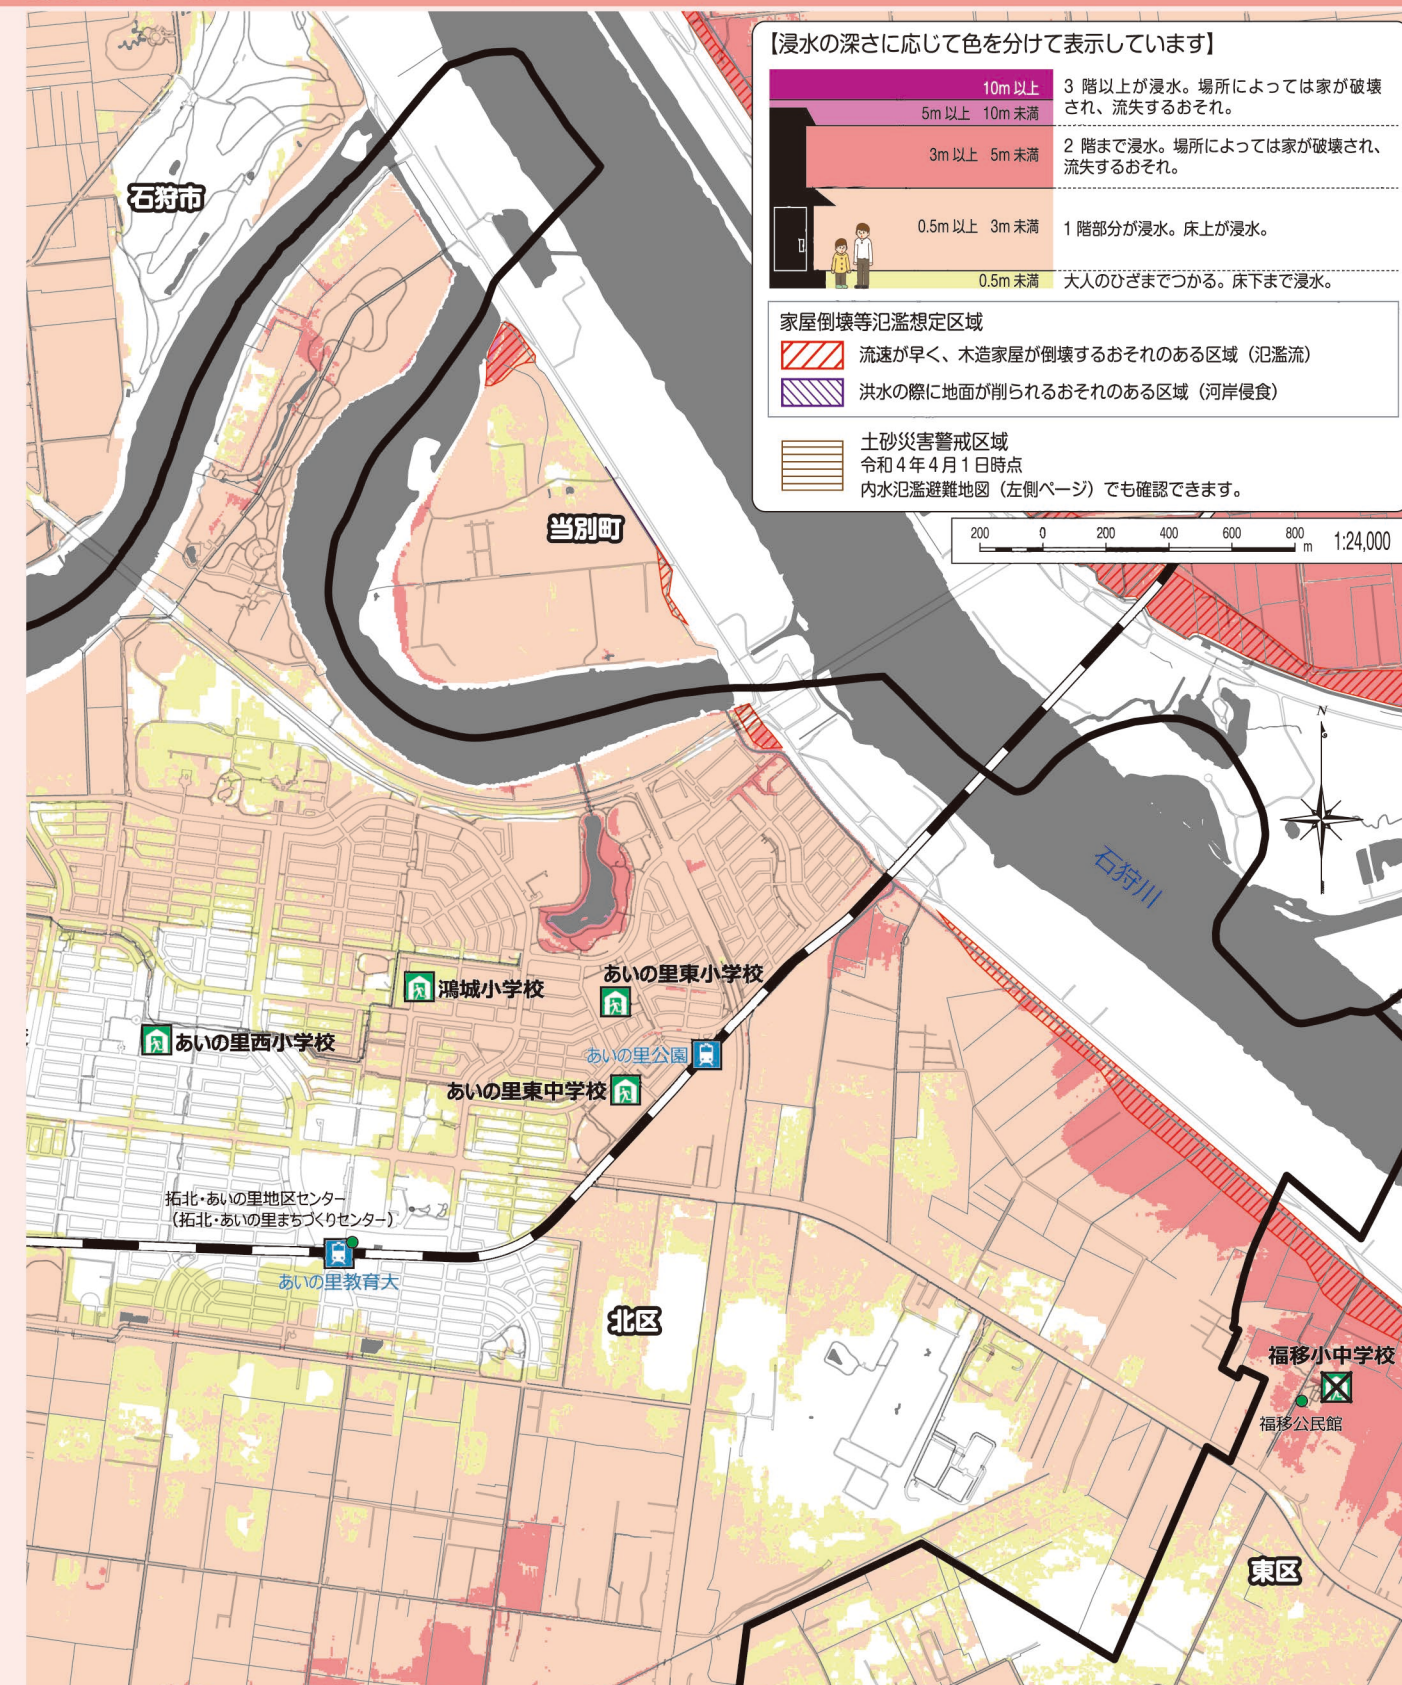 【浸水の深さに応じて色を分けて表示しています】
10m 以上
3 階以上が浸水。場所によっては家が破壊
され、流失するおそれ。
5m 以上 10m 未満
3m 以上 5m 未満
2 階まで浸水。場所によっては家が破壊され、
流失するおそれ。
0.5m 以上 3m 未満
1 階部分が浸水。床上が浸水。
0.5m 未満
大人のひざまでつかる。床下まで浸水。
家屋倒壊等氾濫想定区域
流速が早く、木造家屋が倒壊するおそれのある区域（氾濫流）
洪水の際に地面が削られるおそれのある区域（河岸侵食）
土砂災害警戒区域
令和４年４月１日時点
内水氾濫避難地図（左側ページ）でも確認できます。
200 0 200 400 600 800 m 1:24,000
石狩市
当別町
N
石狩川
あいの里東小学校
鴻城小学校
あいの里西小学校
あいの里公園
あいの里東中学校
拓北・あいの里地区センター
（拓北・あいの里まちづくりセンター）
あいの里教育大
北区
福移小中学校
福移公民館
東区